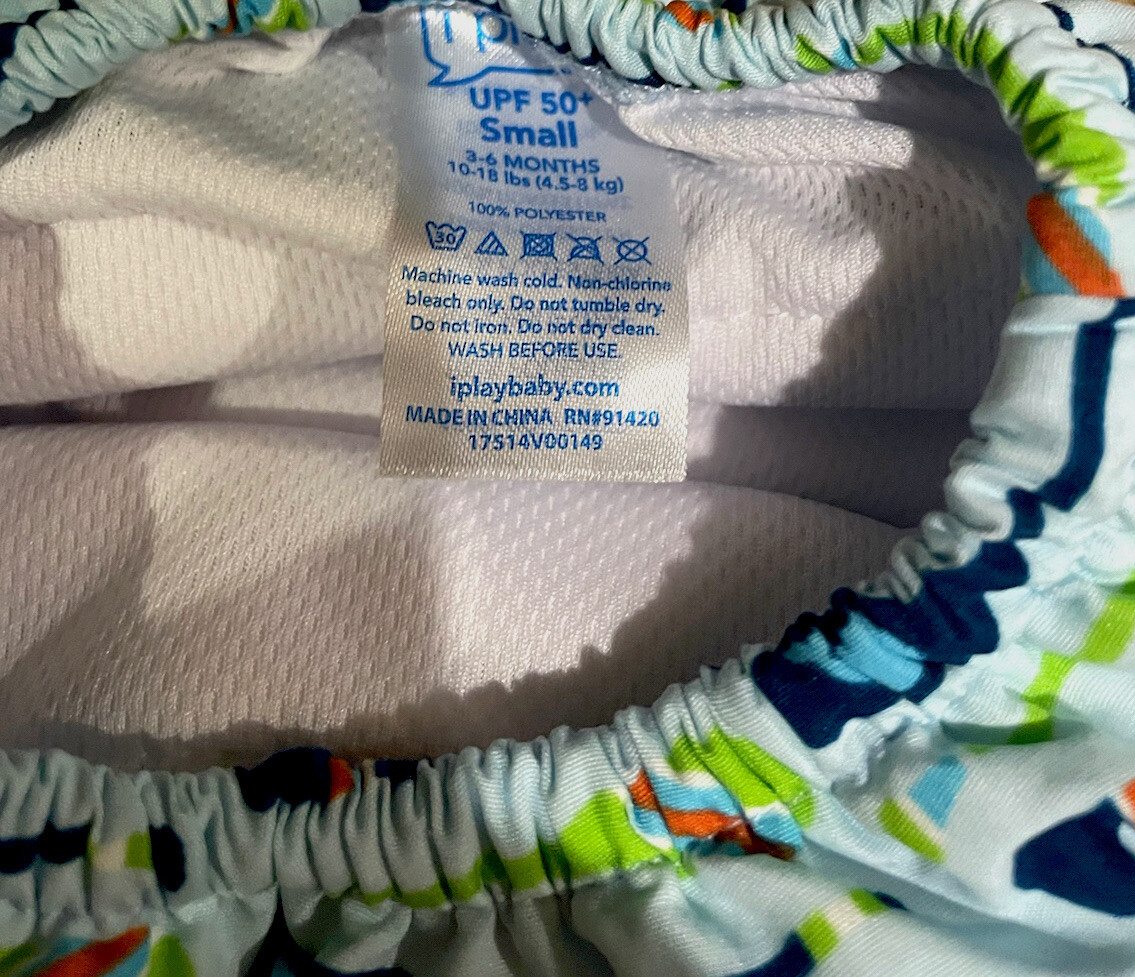 UPF 50+
Small
3-6 MONTHS
10-18 lbs (4.5-8 kg)
100% POLYESTER
30
Machine wash cold. Non-chlorine
bleach only. Do not tumble dry.
Do not iron. Do not dry clean.
WASH BEFORE USE.
iplaybaby.com
MADE IN CHINA RN#91420
17514V00149